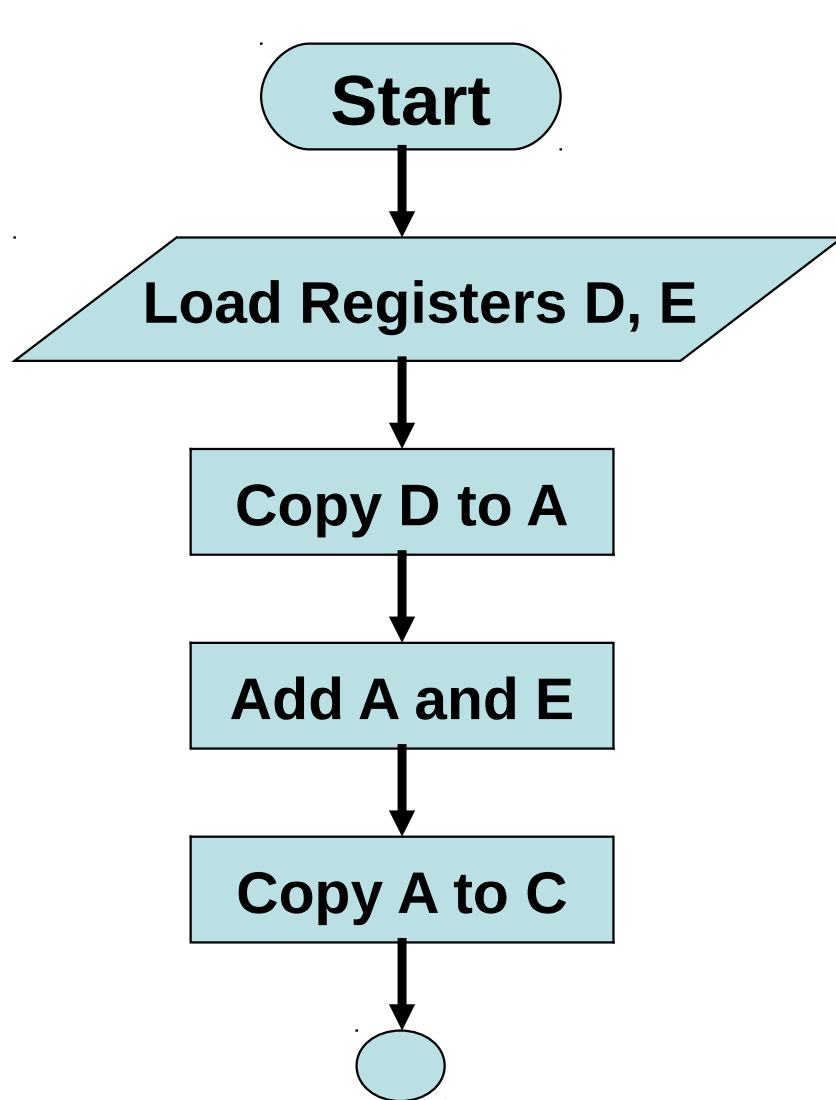 Start
Load Registers D, E
Copy D to A
Add A and E
Copy A to C